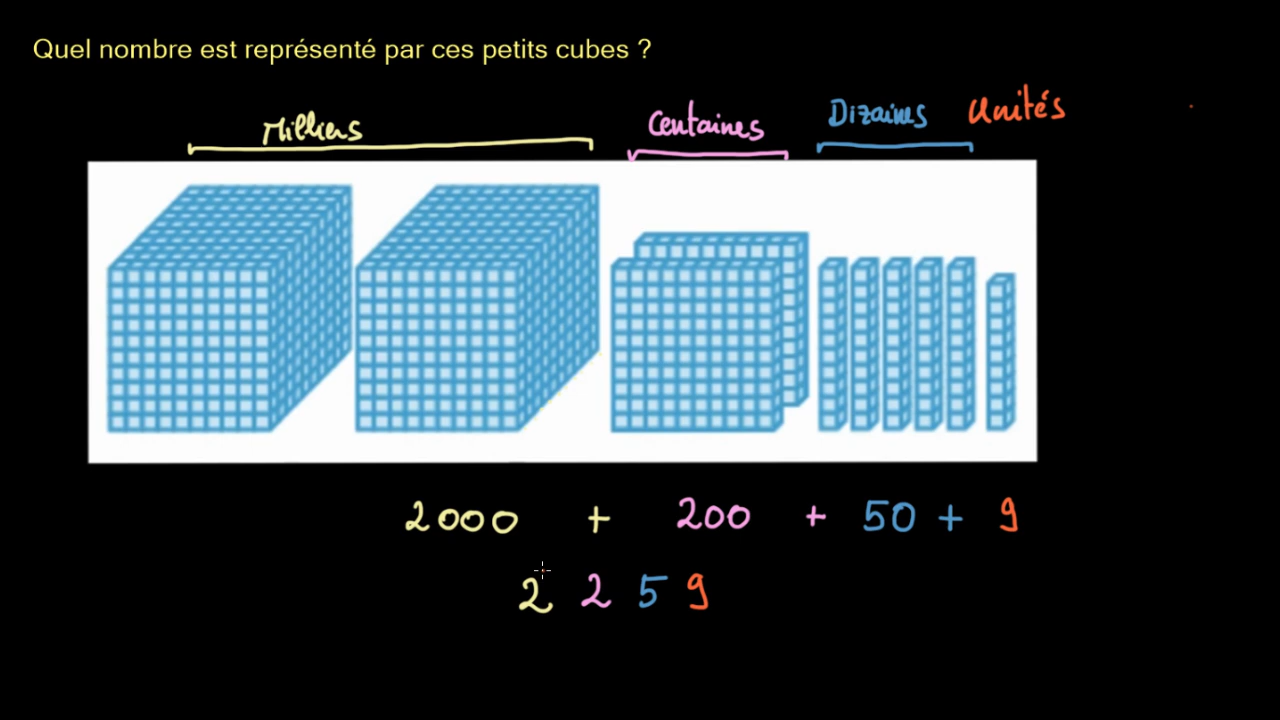 Quel nombre est représenté par ces petits cubes ?
Milliers Centaines Dizaines Unités
2000 + 200 + 50 + 9
2 2 5 9